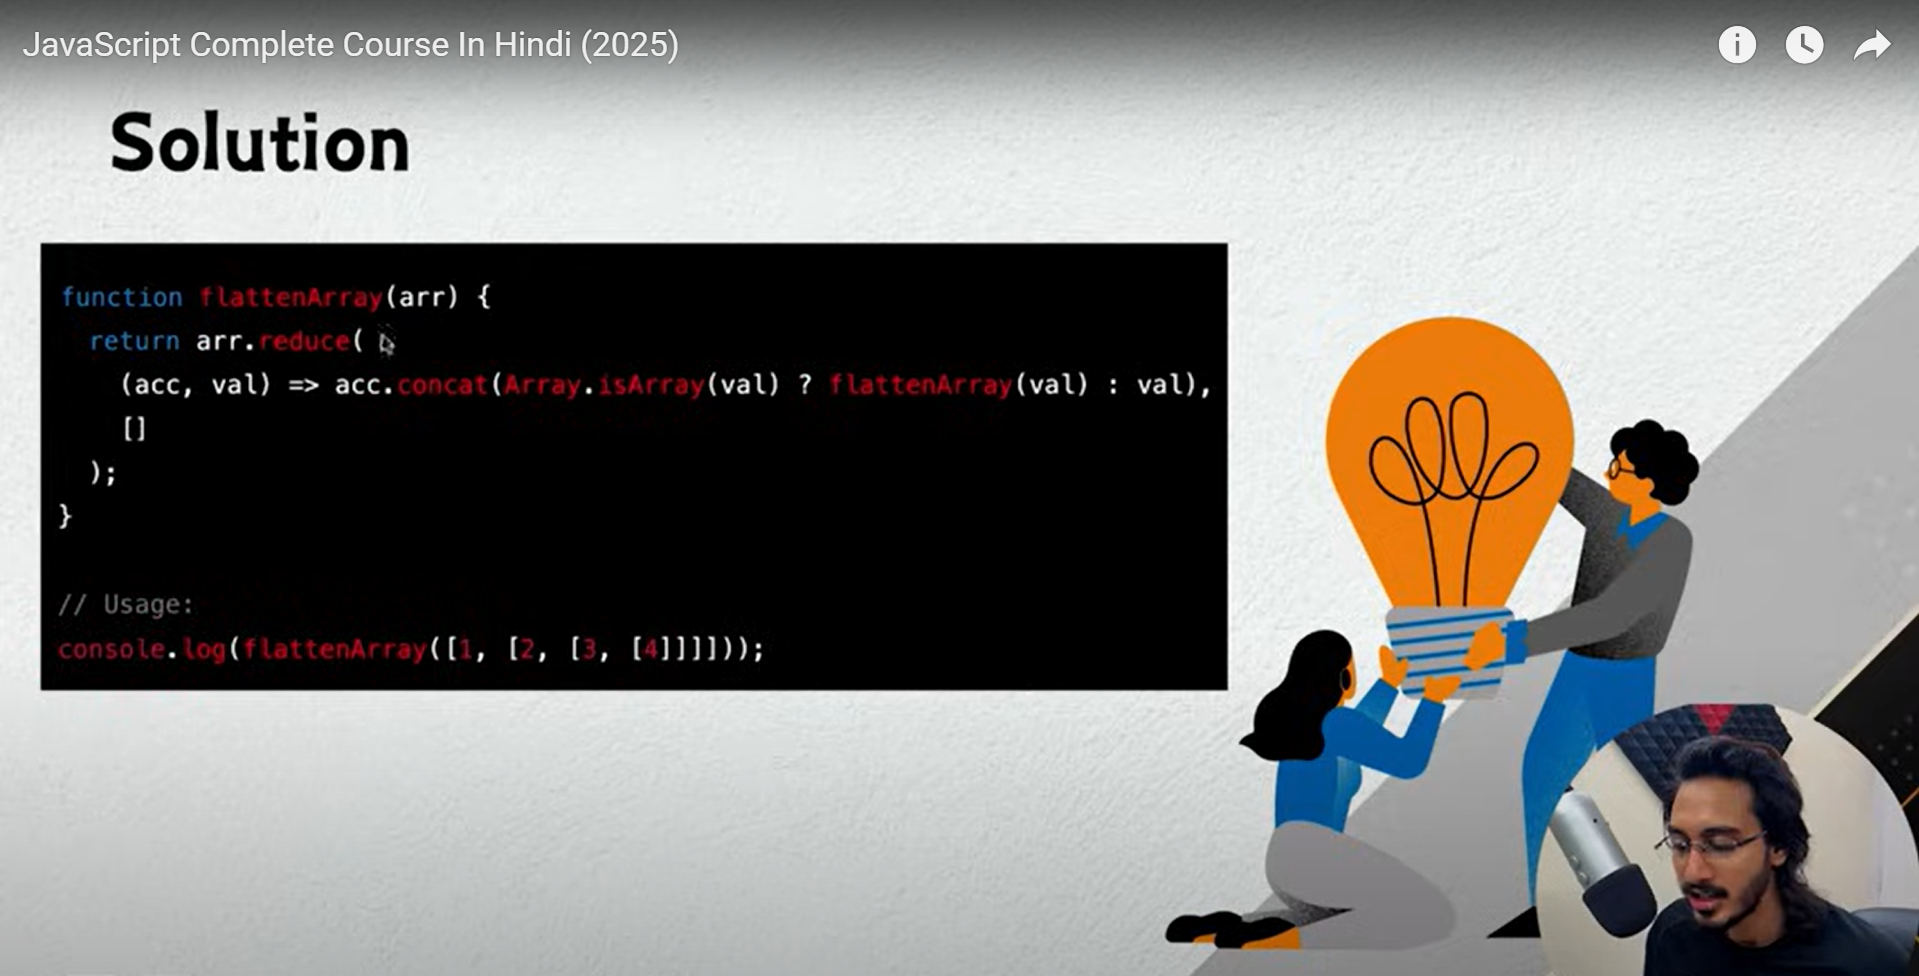 JavaScript Complete Course In Hindi (2025)
Solution
function flattenArray(arr) {
return arr.reduce(
(acc, val) => acc.concat(Array.isArray(val) ? flattenArray(val) : val),
[]
);
}
// Usage:
console.log(flattenArray([1, [2, [3, [4]]]]));